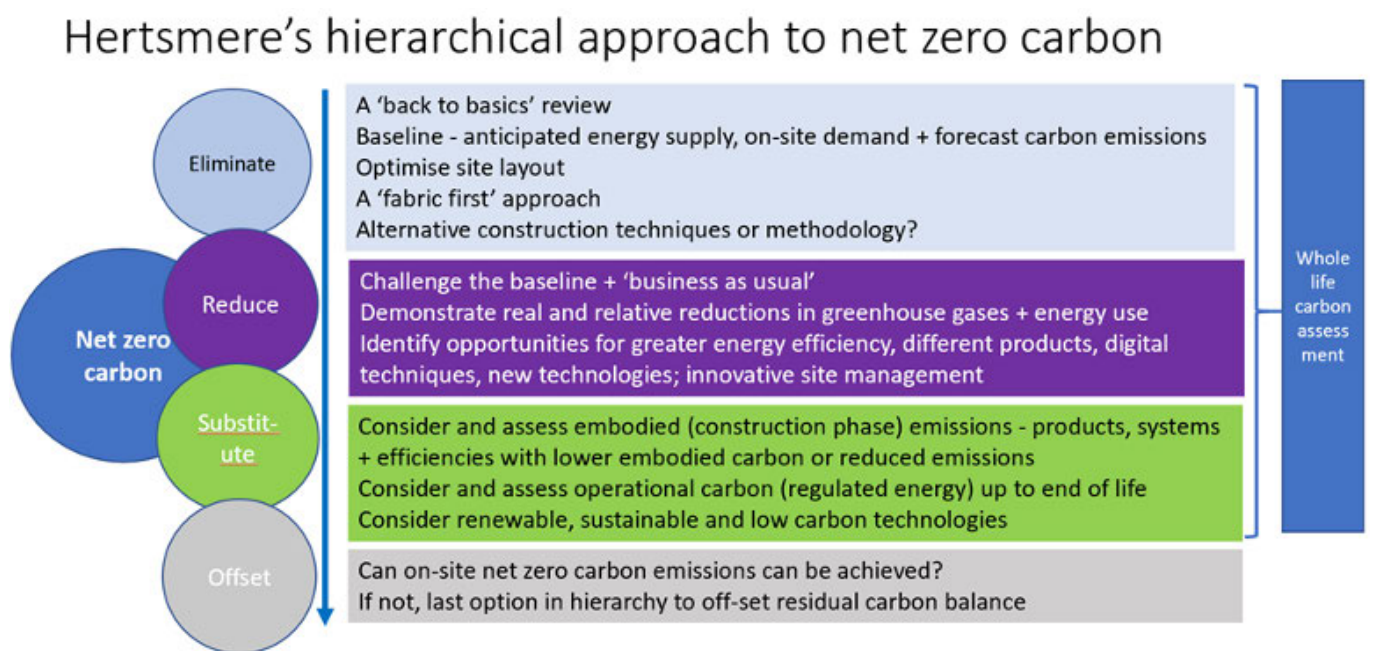 Hertsmere’s hierarchical approach to net zero carbon
Eliminate
A ‘back to basics’ review
Baseline - anticipated energy supply, on-site demand + forecast carbon emissions
Optimise site layout
A ‘fabric first’ approach
Alternative construction techniques or methodology?
Net zero
carbon
Reduce
Challenge the baseline + ‘business as usual’
Demonstrate real and relative reductions in greenhouse gases + energy use
Identify opportunities for greater energy efficiency, different products, digital
techniques, new technologies; innovative site management
Substit-
ute
Consider and assess embodied (construction phase) emissions - products, systems
+ efficiencies with lower embodied carbon or reduced emissions
Consider and assess operational carbon (regulated energy) up to end of life
Consider renewable, sustainable and low carbon technologies
Offset
Can on-site net zero carbon emissions can be achieved?
If not, last option in hierarchy to off-set residual carbon balance
Whole
life
carbon
assess
ment